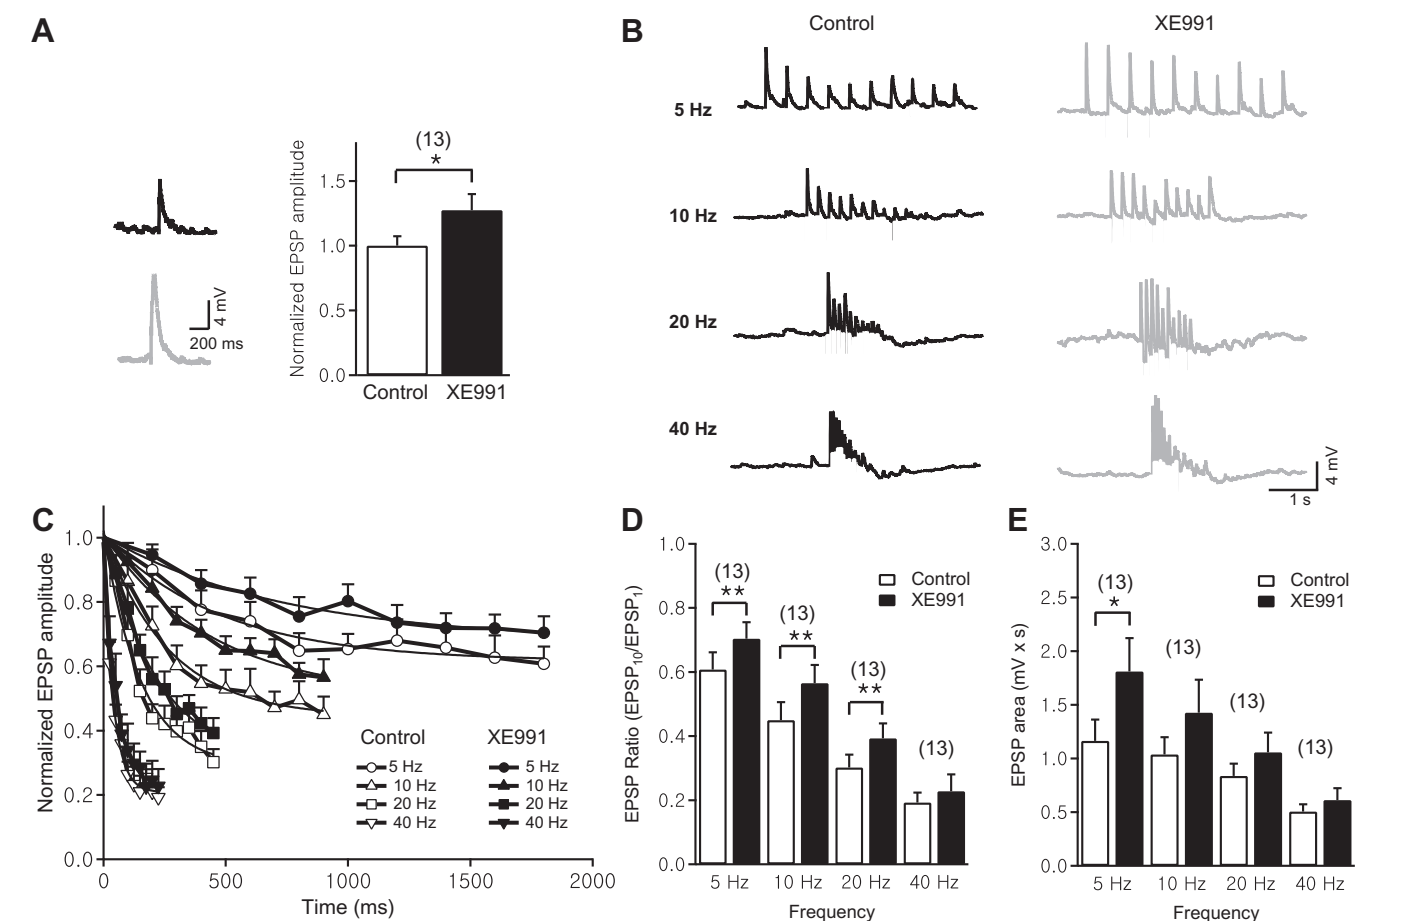 A
Normalized EPSP amplitude
1.5
1.0
0.5
0.0
(13)
*
Control
XE991
4 mV
200 ms
B
Control
XE991
5 Hz
10 Hz
20 Hz
40 Hz
4 mV
1 s
C
Normalized EPSP amplitude
1.0
0.8
0.6
0.4
0.2
0.0
0
500
1000
1500
2000
Time (ms)
Control
XE991
5 Hz
5 Hz
10 Hz
10 Hz
20 Hz
20 Hz
40 Hz
40 Hz
D
EPSP Ratio (EPSP10/EPSP1)
1.0
0.8
0.6
0.4
0.2
0.0
(13)
**
(13)
**
(13)
**
(13)
Control
XE991
5 Hz
10 Hz
20 Hz
40 Hz
Frequency
E
EPSP area (mV x s)
3.0
2.5
2.0
1.5
1.0
0.5
0.0
(13)
*
(13)
(13)
(13)
Control
XE991
5 Hz
10 Hz
20 Hz
40 Hz
Frequency